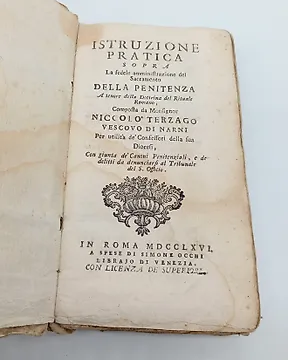 ISTRUZIONE
PRATICA
SOPRA
La fedele amministrazione del
Sacramento
DELLA PENITENZA
A tenore della Dottrina del Rituale
Romano,
Composta da Monsignor
NICCOLO' TERZAGO
VESCOVO DI NARNI
Per utilità de' Confessori della sua
Diocesi,
Con giunta de' Canoni Penitenziali, e de'
delitti da denunciarsi al Tribunale
del S. Offizio.
IN ROMA MDCCLXVI.
A SPESE DI SIMONE OCCHI
LIBRAJO DI VENEZIA.
CON LICENZA DE' SUPERIORI.